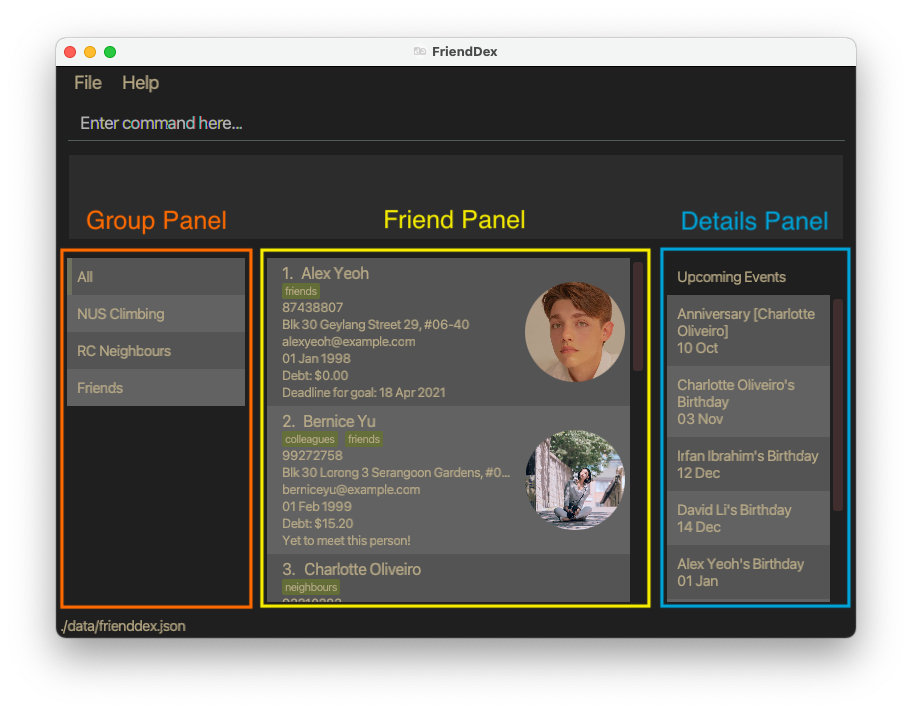 FriendDex
File Help
Enter command here...
Group Panel
Friend Panel
Details Panel
All
NUS Climbing
RC Neighbours
Friends
1. Alex Yeoh
friends
87438807
Blk 30 Geylang Street 29, #06-40
alexyeoh@example.com
01 Jan 1998
Debt: $0.00
Deadline for goal: 18 Apr 2021
2. Bernice Yu
colleagues friends
99272758
Blk 30 Lorong 3 Serangoon Gardens, #0...
berniceyu@example.com
01 Feb 1999
Debt: $15.20
Yet to meet this person!
3. Charlotte Oliveiro
neighbours
Upcoming Events
Anniversary [Charlotte
Oliveiro]
10 Oct
Charlotte Oliveiro's
Birthday
03 Nov
Irfan Ibrahim's Birthday
12 Dec
David Li's Birthday
14 Dec
Alex Yeoh's Birthday
01 Jan
./data/frienddex.json